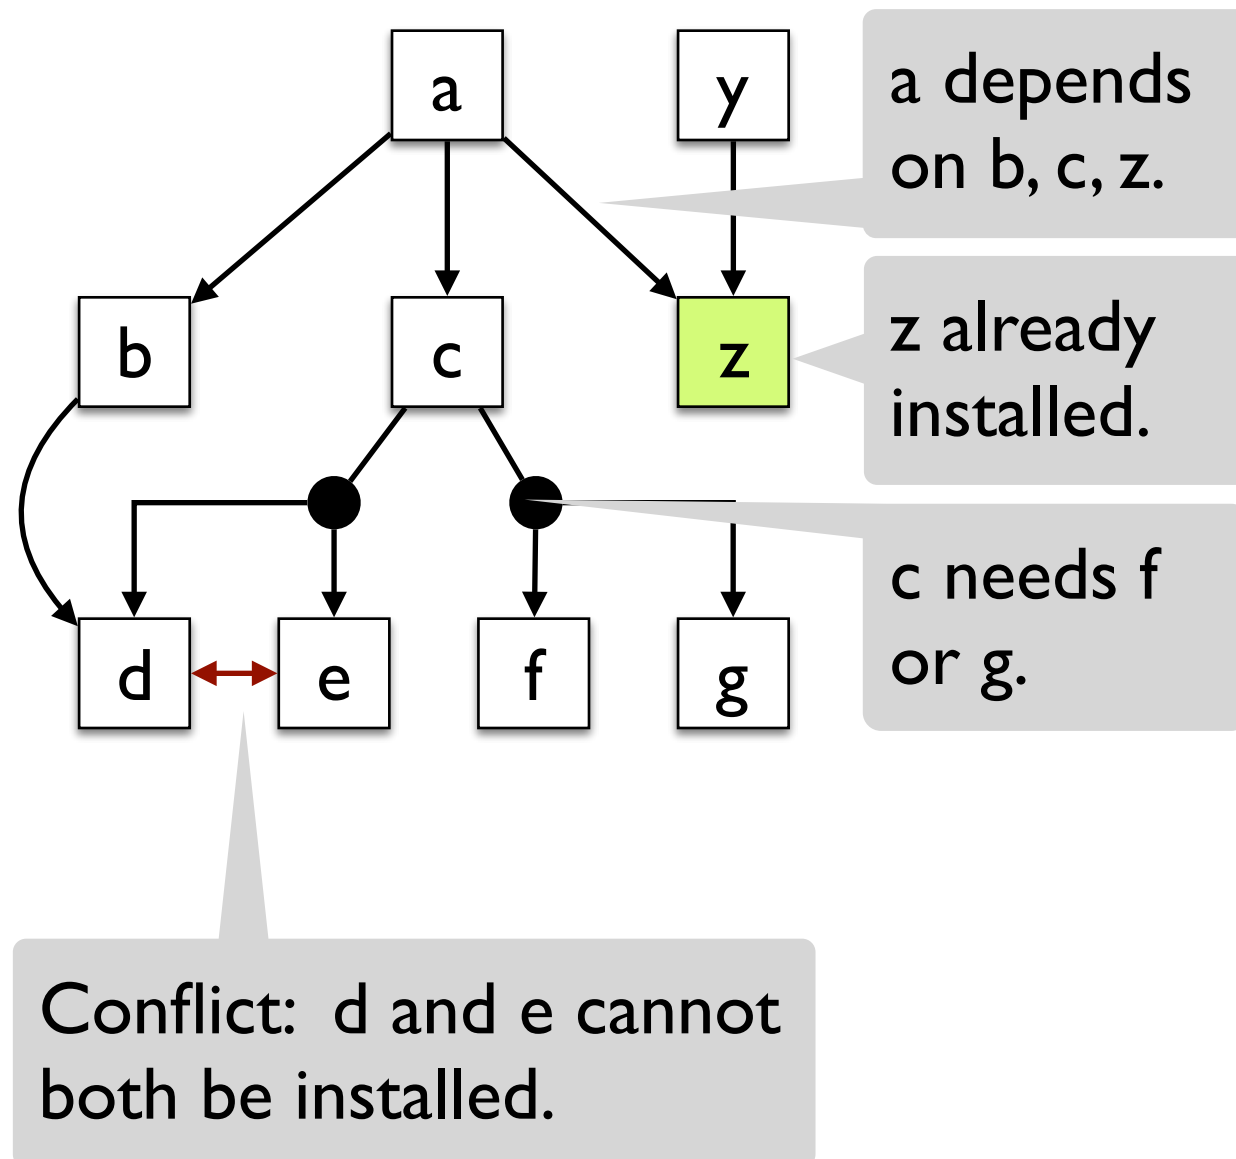 a
y
a depends
on b, c, z.
b
c
z
z already
installed.
c needs f
or g.
d
e
f
g
Conflict: d and e cannot
both be installed.